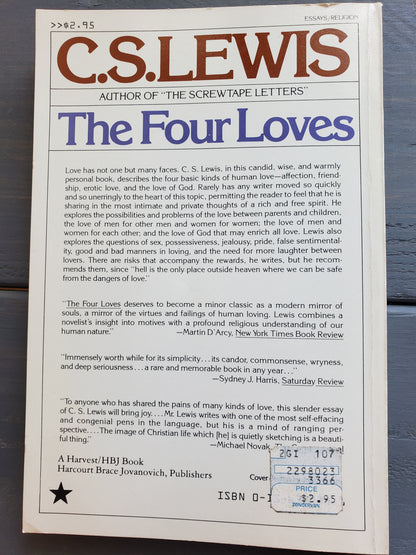 >>$2.95
ESSAYS/RELIGION
C.S.LEWIS
AUTHOR OF "THE SCREWTAPE LETTERS"
The Four Loves
Love has not one but many faces. C. S. Lewis, in this candid, wise, and warmly
personal book, describes the four basic kinds of human love—affection, friend-
ship, erotic love, and the love of God. Rarely has any writer moved so quickly
and so unerringly to the heart of this topic, permitting the reader to feel that he is
sharing in the most intimate and private thoughts of a rich and free spirit. He
explores the possibilities and problems of the love between parents and children,
the love of men for other men and women for women; the love of men and
women for each other; and the love of God that may enrich all love. Lewis also
explores the questions of sex, possessiveness, jealousy, pride, false sentimental-
ity, good and bad manners in loving, and the need for more laughter between
lovers. There are risks that accompany the rewards, he writes, but he recom-
mends them, since "hell is the only place outside heaven where we can be safe
from the dangers of love."
"The Four Loves deserves to become a minor classic as a modern mirror of
souls, a mirror of the virtues and failings of human loving. Lewis combines a
novelist's insight into motives with a profound religious understanding of our
human nature." —Martin D'Arcy, New York Times Book Review
"Immensely worth while for its simplicity...its candor, commonsense, wryness,
and deep seriousness...a rare and memorable book in any year..."
—Sydney J. Harris, Saturday Review
"To anyone who has shared the pains of many kinds of love, this slender essay
of C. S. Lewis will bring joy....Mr. Lewis writes with one of the most self-effacing
and congenial pens in the language, but his is a mind of ranging per-
spective....The image of Christian life which [he] is quietly sketching is a beauti-
ful thing." —Michael Novak,
A Harvest/HBJ Book
Harcourt Brace Jovanovich, Publishers
Cover
ISBN 0-1
2GI 107
2298023
3366
PRICE
$2.95
ZONDERVAN